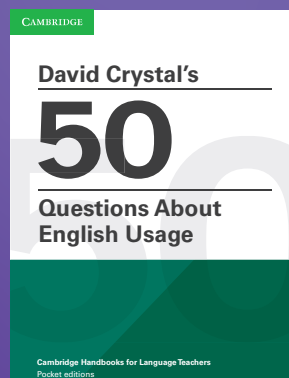 CAMBRIDGE
David Crystal's
50
Questions About
English Usage
Cambridge Handbooks for Language Teachers
Pocket editions